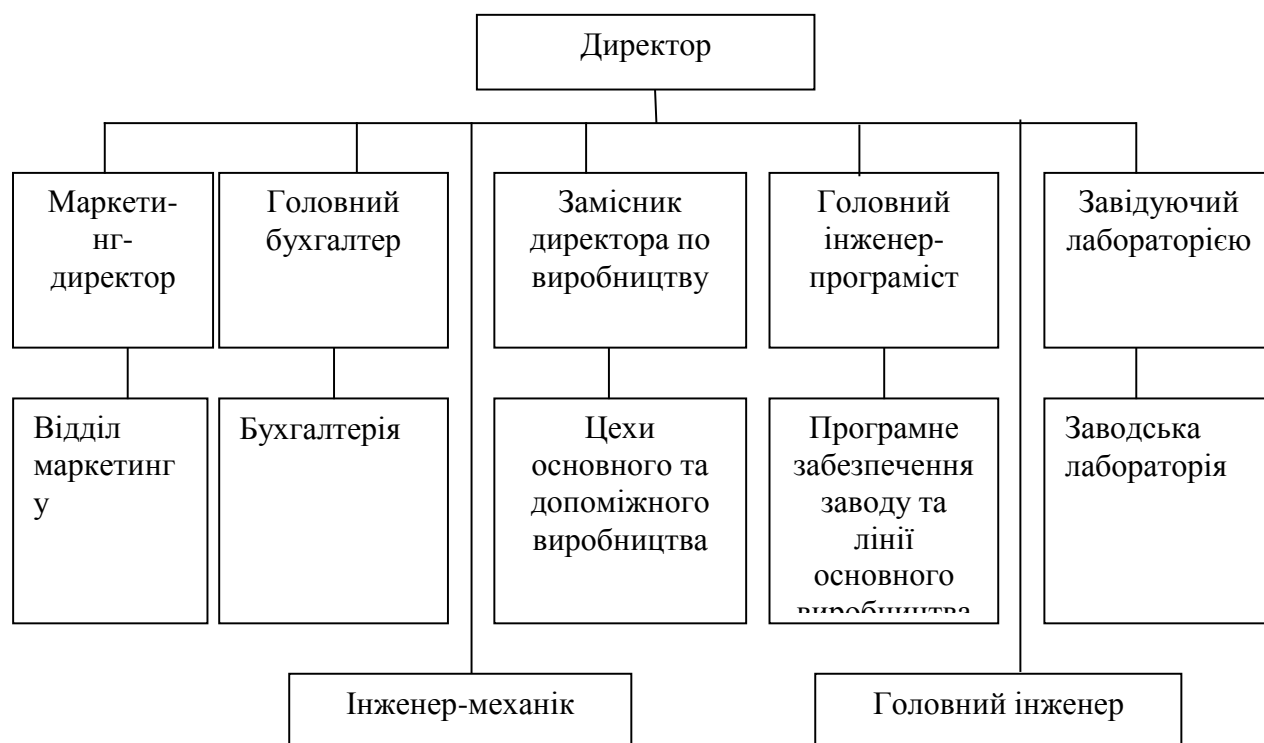 Директор
Маркети-
нг-
директор
Головний
бухгалтер
Замісник
директора по
виробництву
Головний
інженер-
програміст
Завідуючий
лабораторією
Відділ
маркетинг
у
Бухгалтерія
Цехи
основного та
допоміжного
виробництва
Програмне
забезпечення
заводу та
лінії
основного
виробництва
Заводська
лабораторія
Інженер-механік
Головний інженер